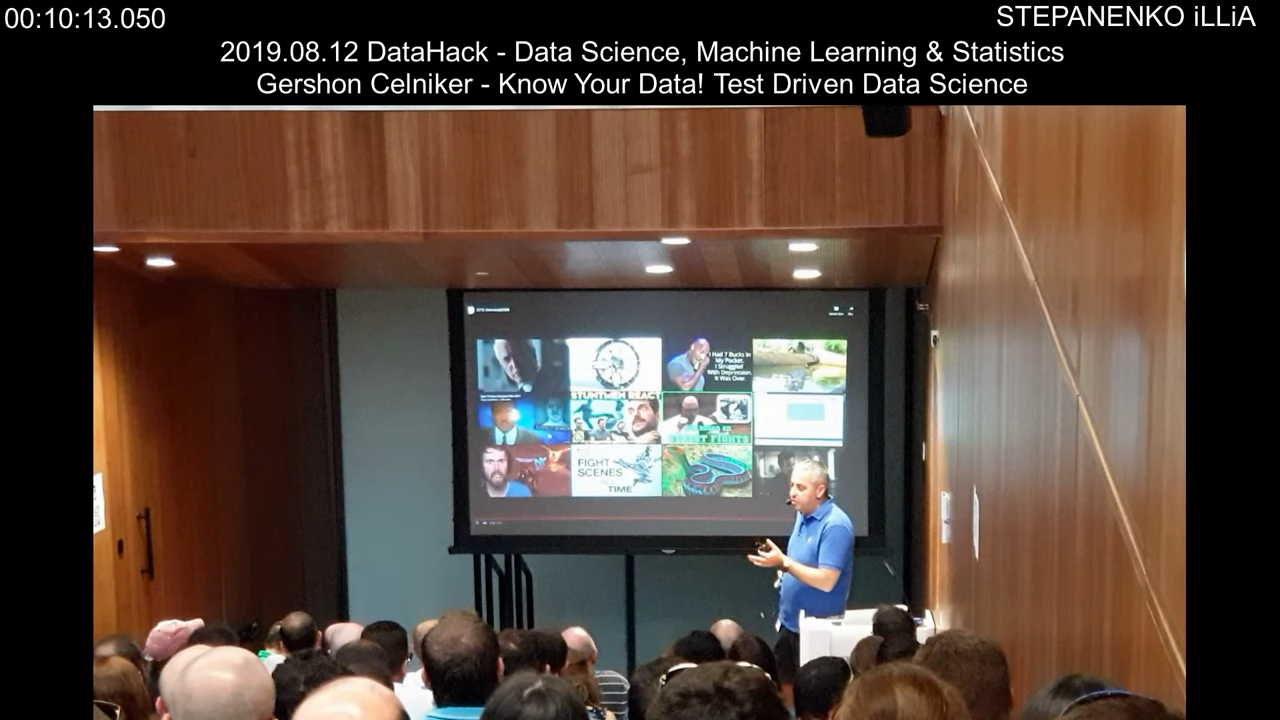 00:10:13.050
STEPANENKO iLLiA
2019.08.12 DataHack - Data Science, Machine Learning & Statistics
Gershon Celniker - Know Your Data! Test Driven Data Science
I Had 7 Bucks In
My Pocket.
I Struggled
With Depression.
It Was Over.
STUNTMEN REACT
STREET FIGHTS
FIGHT
SCENES
ALL
TIME